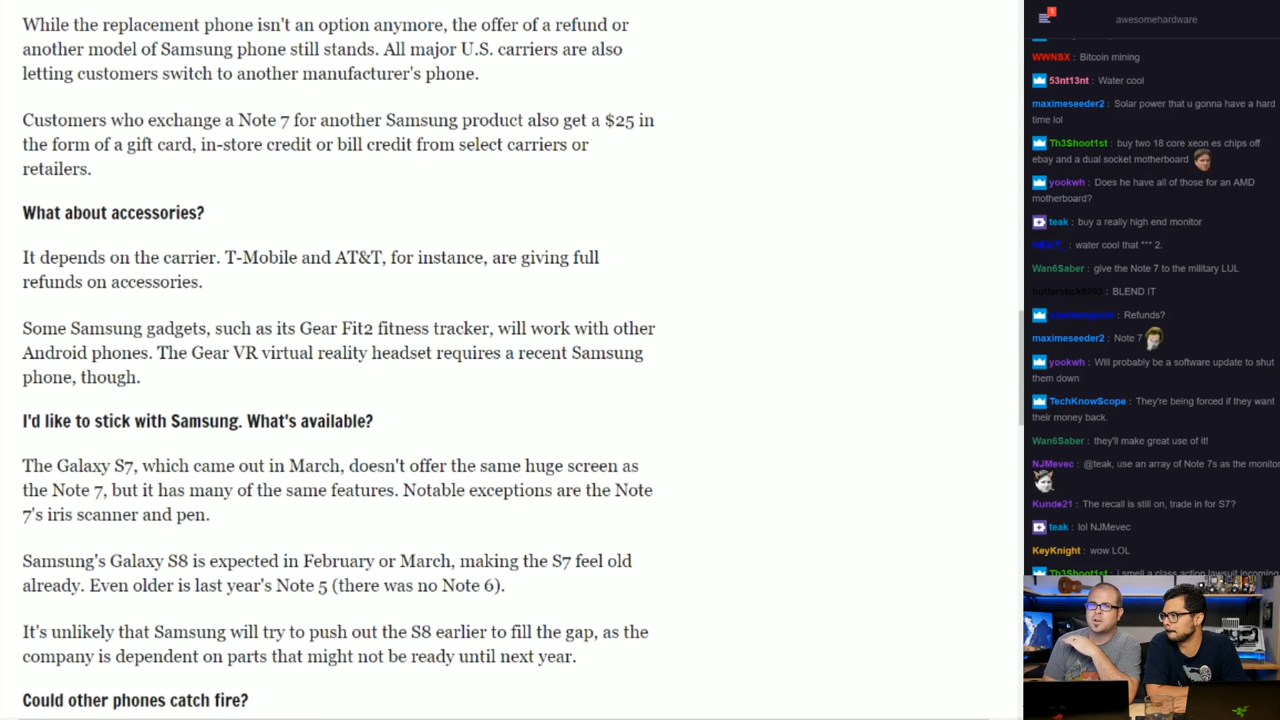 While the replacement phone isn't an option anymore, the offer of a refund or
another model of Samsung phone still stands. All major U.S. carriers are also
letting customers switch to another manufacturer's phone.
Customers who exchange a Note 7 for another Samsung product also get a $25 in
the form of a gift card, in-store credit or bill credit from select carriers or
retailers.
What about accessories?
It depends on the carrier. T-Mobile and AT&T, for instance, are giving full
refunds on accessories.
Some Samsung gadgets, such as its Gear Fit2 fitness tracker, will work with other
Android phones. The Gear VR virtual reality headset requires a recent Samsung
phone, though.
I'd like to stick with Samsung. What's available?
The Galaxy S7, which came out in March, doesn't offer the same huge screen as
the Note 7, but it has many of the same features. Notable exceptions are the Note
7's iris scanner and pen.
Samsung's Galaxy S8 is expected in February or March, making the S7 feel old
already. Even older is last year's Note 5 (there was no Note 6).
It's unlikely that Samsung will try to push out the S8 earlier to fill the gap, as the
company is dependent on parts that might not be ready until next year.
Could other phones catch fire?
1
awesomehardware
WWNSX : Bitcoin mining
53nt13nt : Water cool
maximeseeder2 : Solar power that u gonna have a hard
time lol
Th3Shoot1st : buy two 18 core xeon es chips off
ebay and a dual socket motherboard
yookwh : Does he have all of those for an AMD
motherboard?
teak : buy a really high end monitor
: water cool that *** 2.
Wan6Saber : give the Note 7 to the military LUL
: BLEND IT
: Refunds?
maximeseeder2 : Note 7
yookwh : Will probably be a software update to shut
them down
TechKnowScope : They're being forced if they want
their money back.
Wan6Saber : they'll make great use of it!
NJMevec : @teak, use an array of Note 7s as the monitor
Kunde21 : The recall is still on, trade in for S7?
teak : lol NJMevec
KeyKnight : wow LOL
Th3Shoot1st : I smell a class action lawsuit incoming